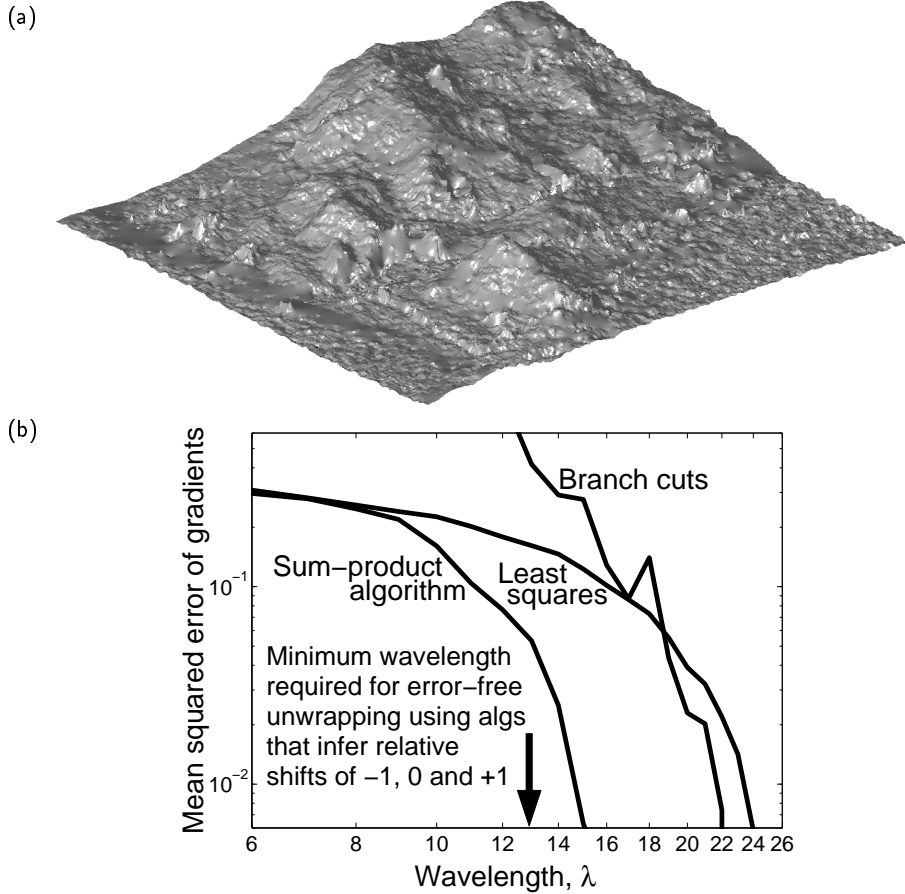 (a)
(b)
Mean squared error of gradients
10−1
10−2
Branch cuts
Sum−product
algorithm
Least
squares
Minimum wavelength
required for error−free
unwrapping using algs
that infer relative
shifts of −1, 0 and +1
6 8 10 12 14 16 18 20 22 24 26
Wavelength, λ